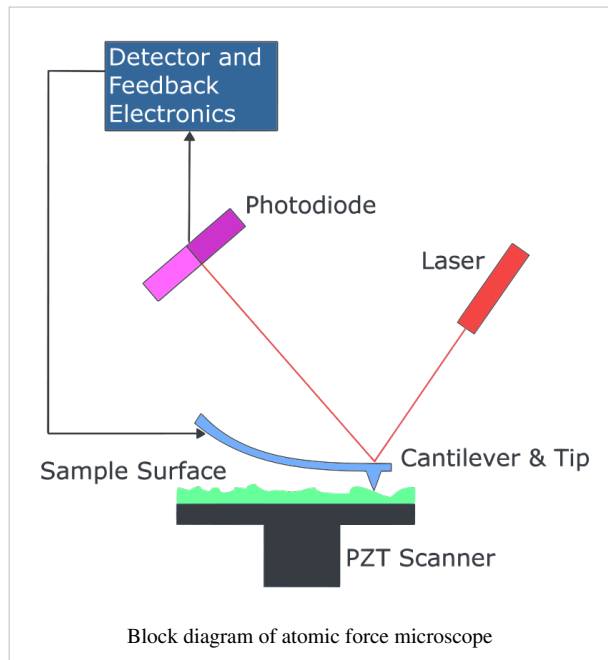 Detector and
Feedback
Electronics
Photodiode
Laser
Cantilever & Tip
Sample Surface
PZT Scanner
Block diagram of atomic force microscope